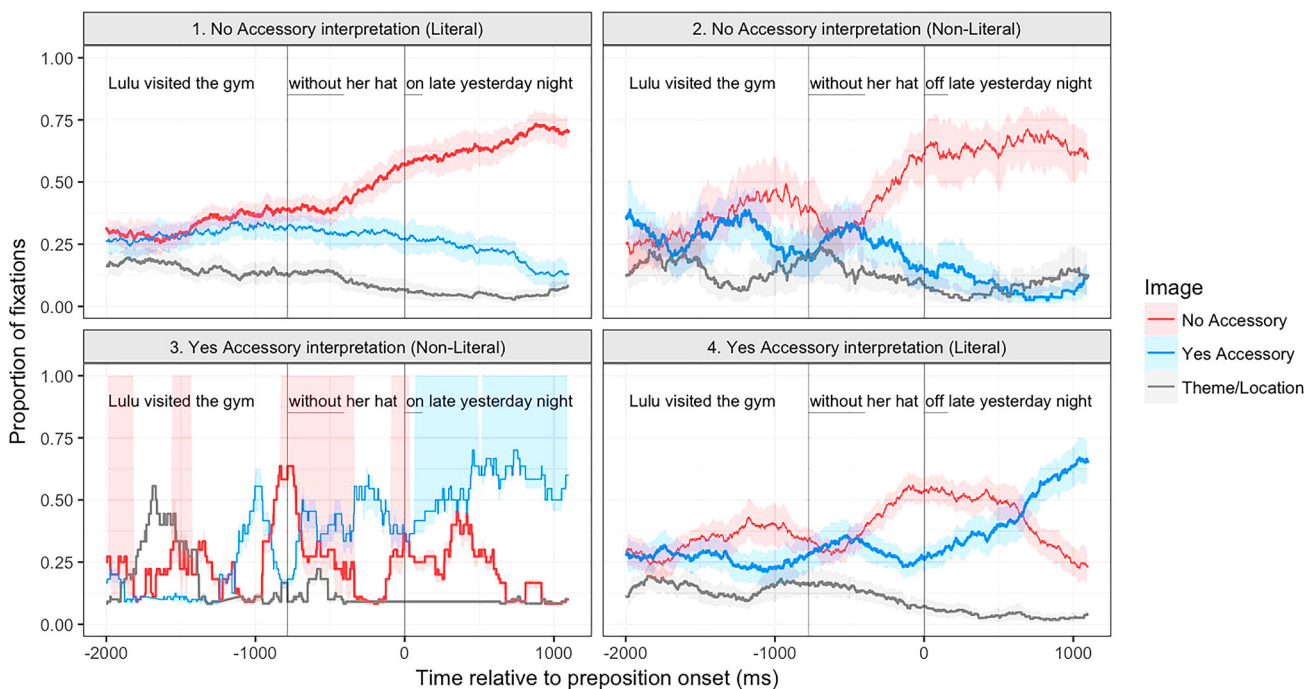 1. No Accessory interpretation (Literal)
2. No Accessory interpretation (Non-Literal)
1.00
Lulu visited the gym without her hat on late yesterday night
Lulu visited the gym without her hat off late yesterday night
0.75
0.50
0.25
0.00
3. Yes Accessory interpretation (Non-Literal)
4. Yes Accessory interpretation (Literal)
1.00
Lulu visited the gym without her hat on late yesterday night
Lulu visited the gym without her hat off late yesterday night
0.75
0.50
0.25
0.00
-2000 -1000 0 1000
-2000 -1000 0 1000
Time relative to preposition onset (ms)
Proportion of fixations
Image
No Accessory
Yes Accessory
Theme/Location